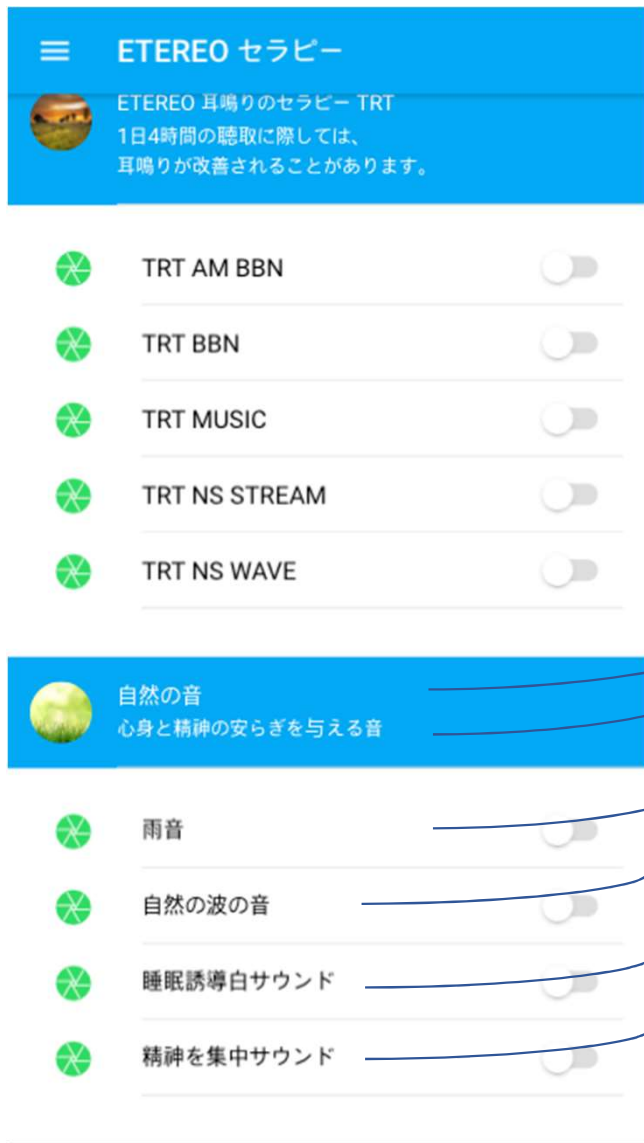 ETEREO セラピー
ETEREO 耳鳴りのセラピー TRT
1日4時間の聴取に際しては、
耳鳴りが改善されることがあります。
TRT AM BBN
TRT BBN
TRT MUSIC
TRT NS STREAM
TRT NS WAVE
自然の音
心身と精神の安らぎを与える音
雨音
自然の波の音
睡眠誘導白サウンド
精神を集中サウンド